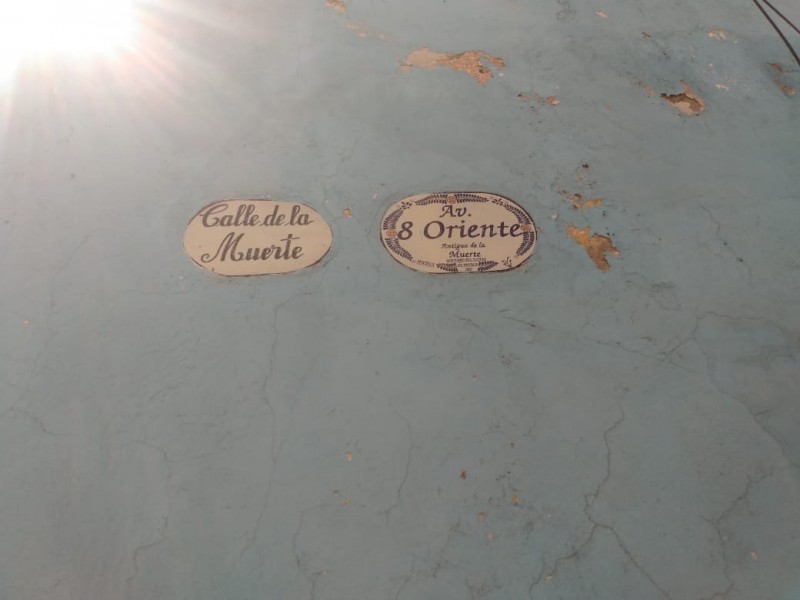 Calle de la
Muerte
Av.
8 Oriente
Antigua de la
Muerte